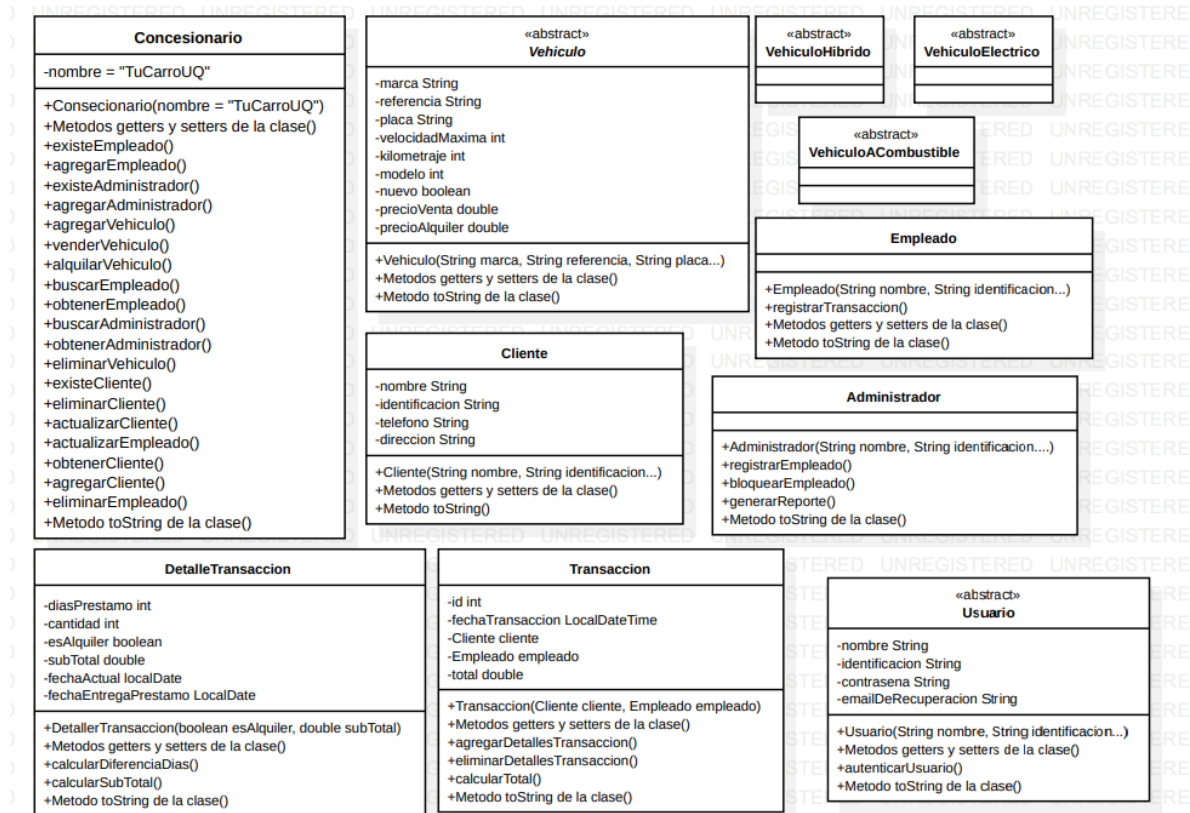 Concesionario
-nombre = "TuCarroUQ"
+Consecionario(nombre = "TuCarroUQ")
+Metodos getters y setters de la clase()
+existeEmpleado()
+agregarEmpleado()
+existeAdministrador()
+agregarAdministrador()
+agregarVehiculo()
+venderVehiculo()
+alquilarVehiculo()
+buscarEmpleado()
+obtenerEmpleado()
+buscarAdministrador()
+obtenerAdministrador()
+eliminarVehiculo()
+existeCliente()
+eliminarCliente()
+actualizarCliente()
+actualizarEmpleado()
+obtenerCliente()
+agregarCliente()
+eliminarEmpleado()
+Metodo toString de la clase()
«abstract»
Vehiculo
-marca String
-referencia String
-placa String
-velocidadMaxima int
-kilometraje int
-modelo int
-nuevo boolean
-precioVenta double
-precioAlquiler double
+Vehiculo(String marca, String referencia, String placa...)
+Metodos getters y setters de la clase()
+Metodo toString de la clase()
«abstract»
VehiculoHibrido
«abstract»
VehiculoElectrico
«abstract»
VehiculoACombustible
Empleado
+Empleado(String nombre, String identificacion...)
+registrarTransaccion()
+Metodos getters y setters de la clase()
+Metodo toString de la clase()
Cliente
-nombre String
-identificacion String
-telefono String
-direccion String
+Cliente(String nombre, String identificacion...)
+Metodos getters y setters de la clase()
+Metodo toString()
Administrador
+Administrador(String nombre, String identificacion....)
+registrarEmpleado()
+bloquearEmpleado()
+generarReporte()
+Metodo toString de la clase()
DetalleTransaccion
-diasPrestamo int
-cantidad int
-esAlquiler boolean
-subTotal double
-fechaActual localDate
-fechaEntregaPrestamo LocalDate
+DetallerTransaccion(boolean esAlquiler, double subTotal)
+Metodos getters y setters de la clase()
+calcularDiferenciaDias()
+calcularSubTotal()
+Metodo toString de la clase()
Transaccion
-id int
-fechaTransaccion LocalDateTime
-Cliente cliente
-Empleado empleado
-total double
+Transaccion(Cliente cliente, Empleado empleado)
+Metodos getters y setters de la clase()
+agregarDetallesTransaccion()
+eliminarDetallesTransaccion()
+calcularTotal()
+Metodo toString de la clase()
«abstract»
Usuario
-nombre String
-identificacion String
-contrasena String
-emailDeRecuperacion String
+Usuario(String nombre, String identificacion...)
+Metodos getters y setters de la clase()
+autenticarUsuario()
+Metodo toString de la clase()